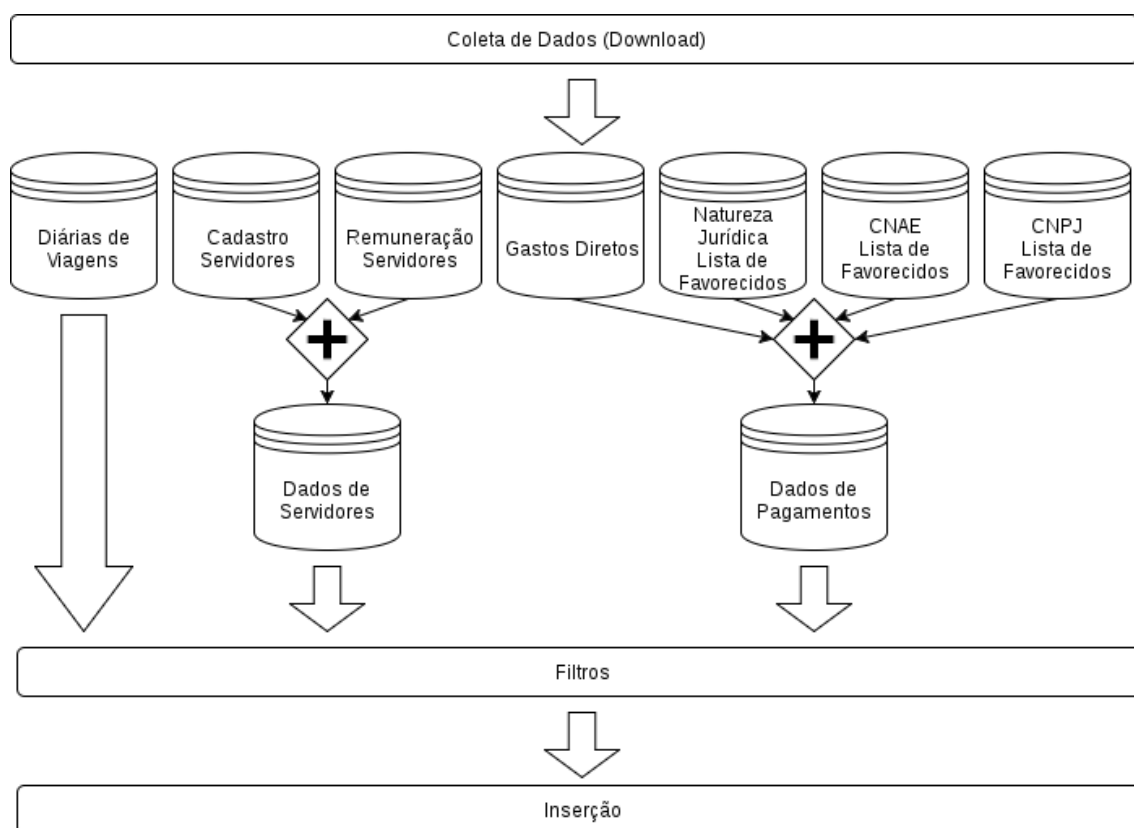 Coleta de Dados (Download)
Diárias de
Viagens
Cadastro
Servidores
Remuneração
Servidores
Gastos Diretos
Natureza
Jurídica
Lista de
Favorecidos
CNAE
Lista de
Favorecidos
CNPJ
Lista de
Favorecidos
Dados de
Servidores
Dados de
Pagamentos
Filtros
Inserção